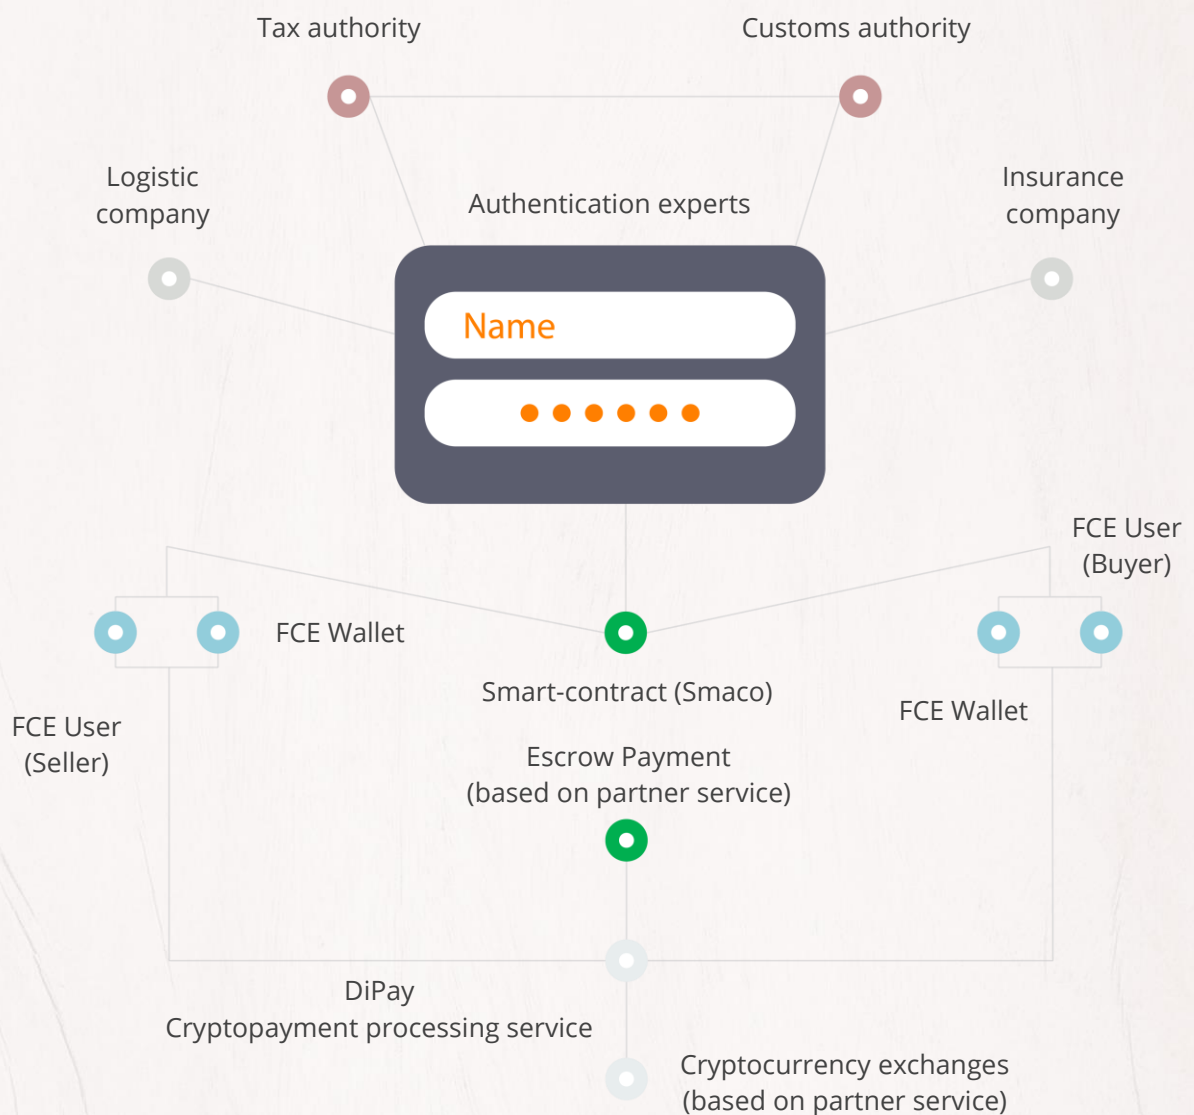 Tax authority
Customs authority
Logistic
company
Authentication experts
Insurance
company
Name
FCE User
(Buyer)
FCE Wallet
Smart-contract (Smaco)
FCE Wallet
FCE User
(Seller)
Escrow Payment
(based on partner service)
DiPay
Cryptopayment processing service
Cryptocurrency exchanges
(based on partner service)